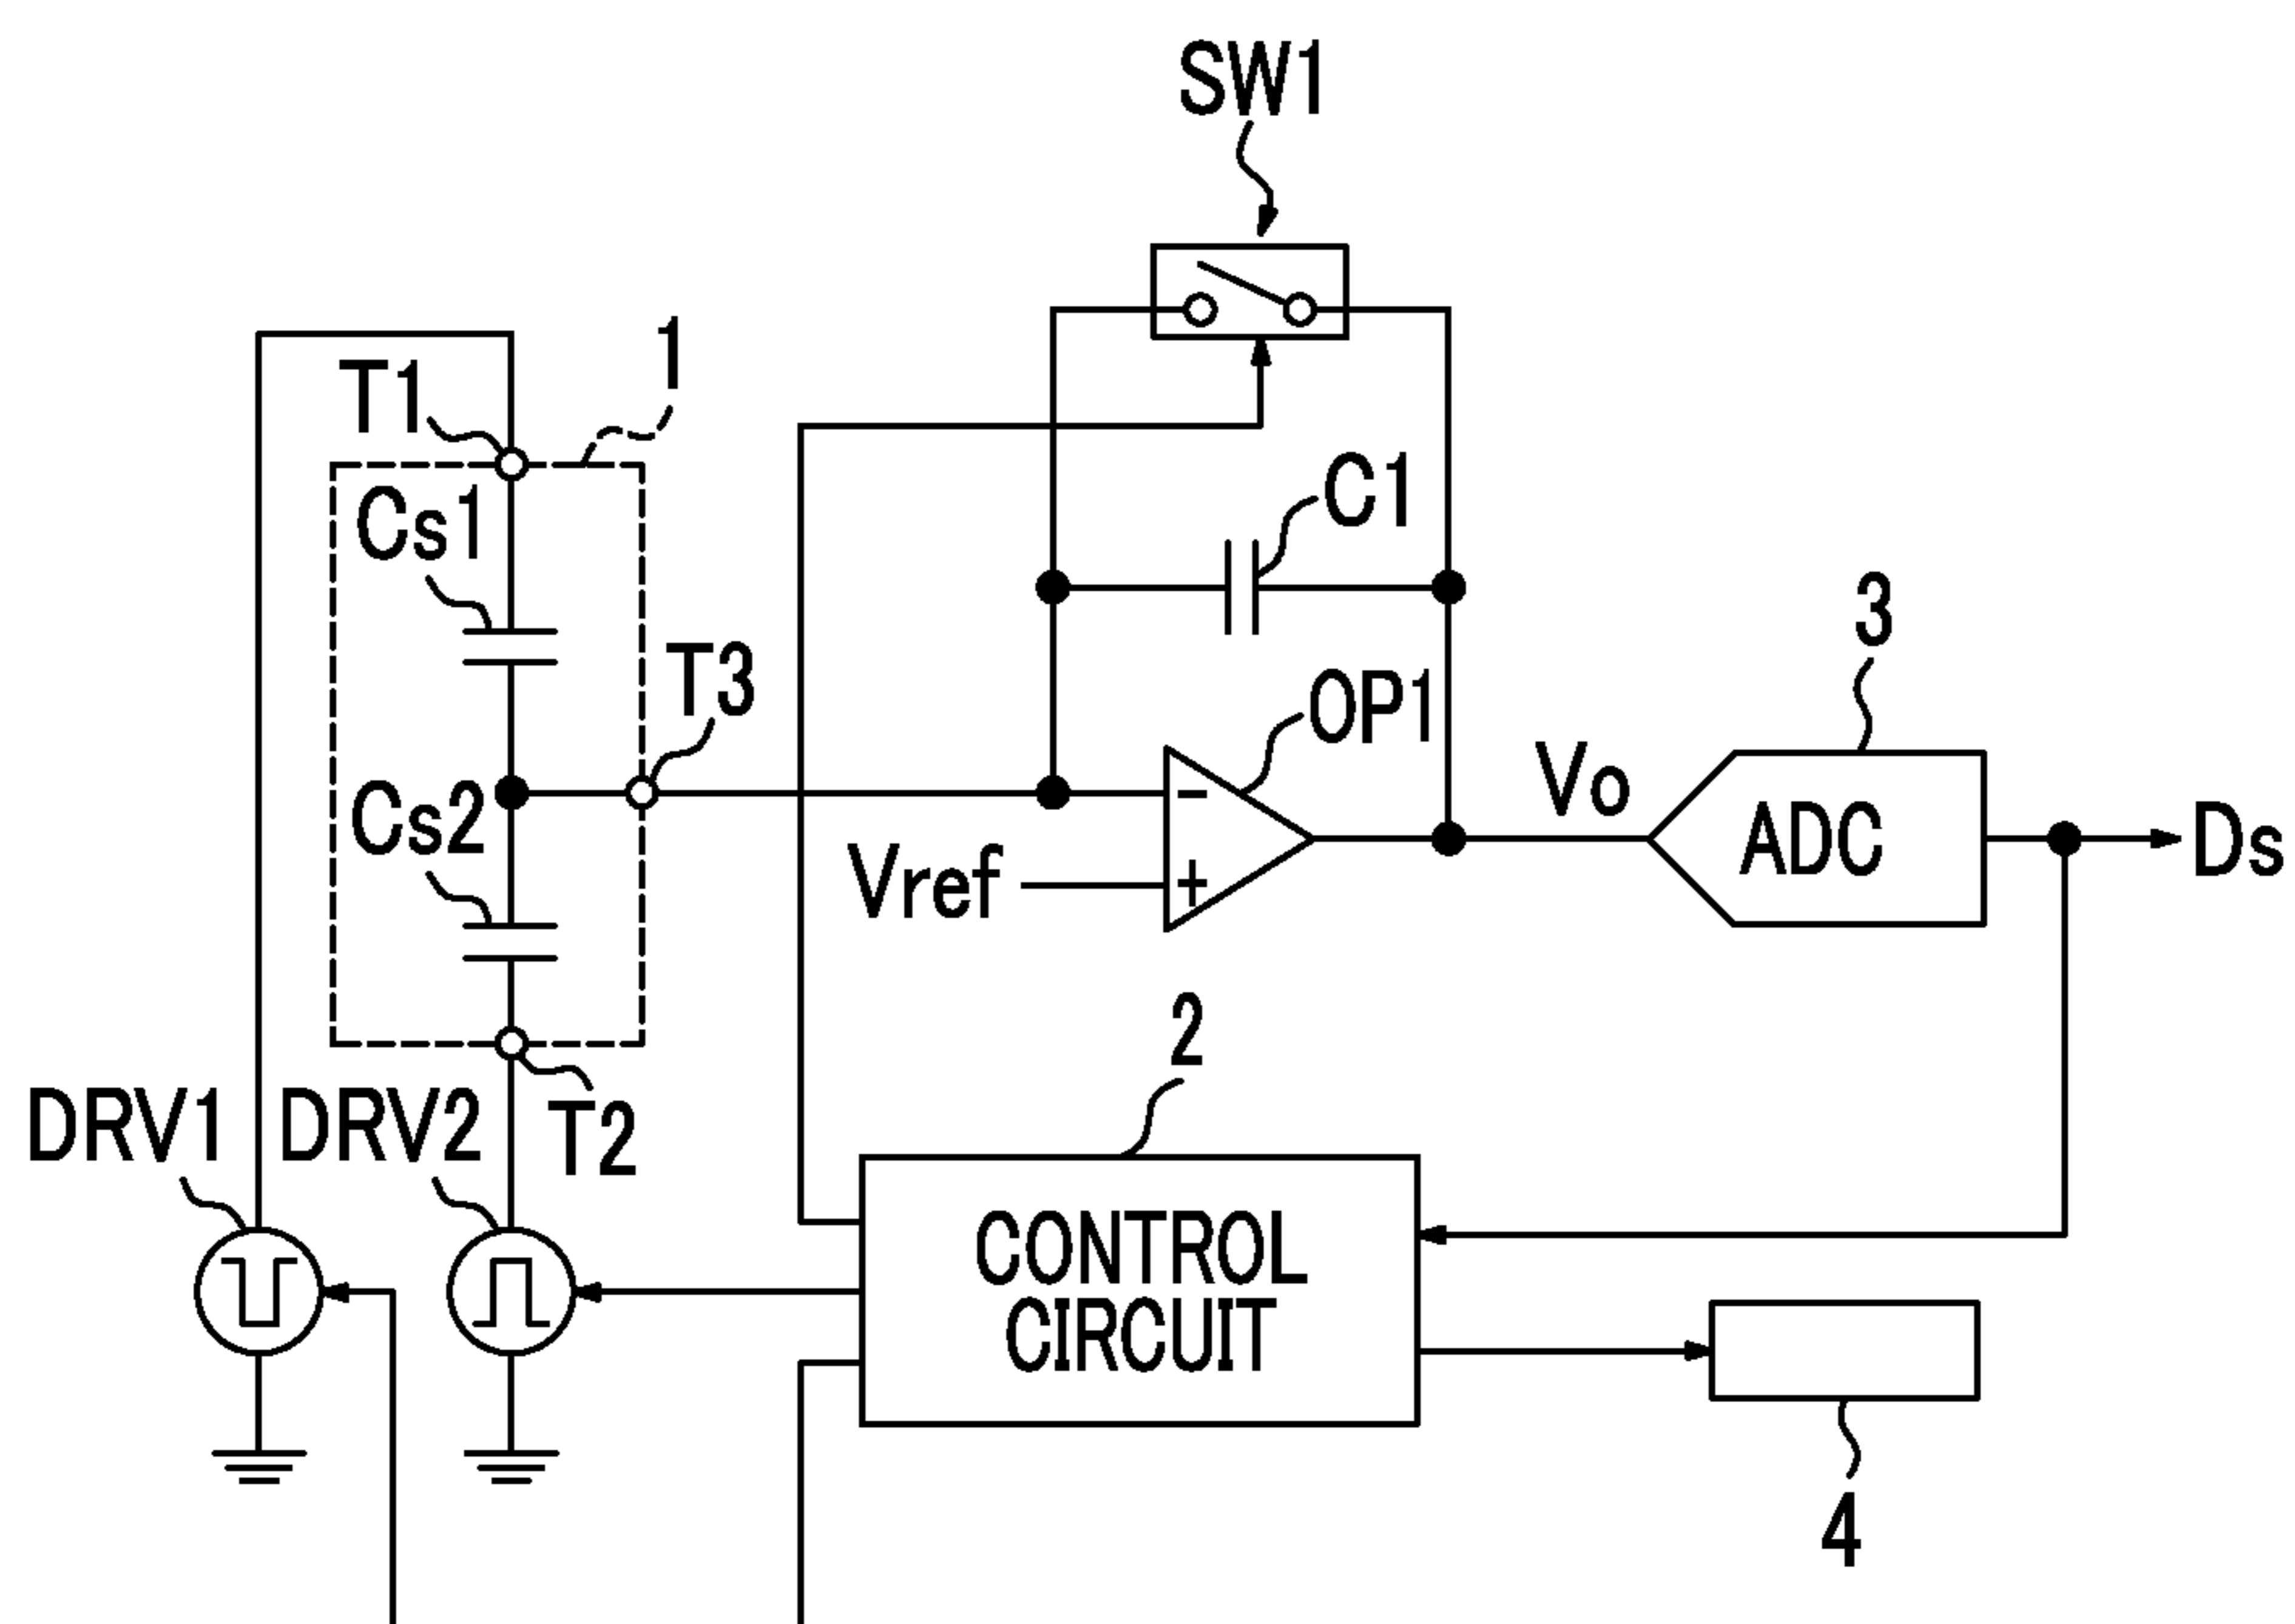 SW1
1
T1
Cs1
C1
T3
3
OP1
Cs2
Vo
ADC
Ds
Vref
-
+
2
DRV1
DRV2
T2
CONTROL
CIRCUIT
4